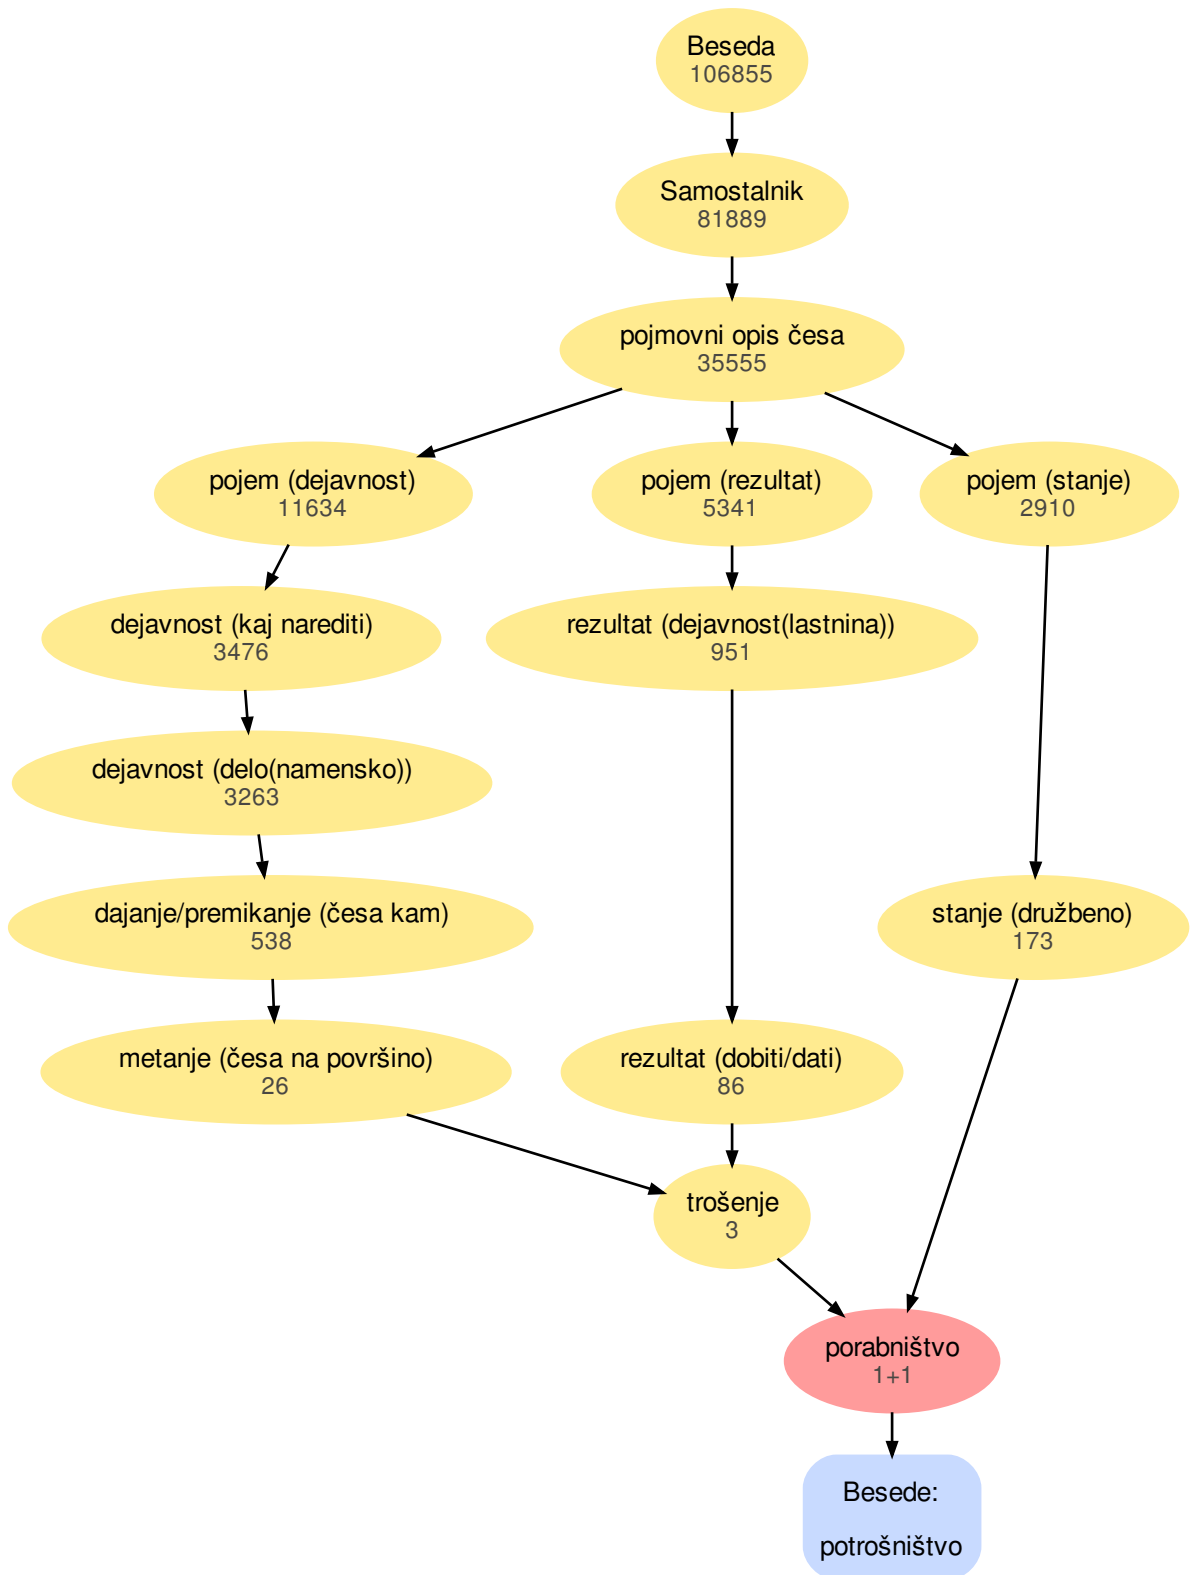 Beseda
106855
Samostalnik
81889
pojmovni opis česa
35555
pojem (dejavnost)
11634
pojem (rezultat)
5341
pojem (stanje)
2910
dejavnost (kaj narediti)
3476
rezultat (dejavnost(lastnina))
951
dejavnost (delo(namensko))
3263
dajanje/premikanje (česa kam)
538
stanje (družbeno)
173
metanje (česa na površino)
26
rezultat (dobiti/dati)
86
trošenje
3
porabništvo
1+1
Besede:
potrošništvo